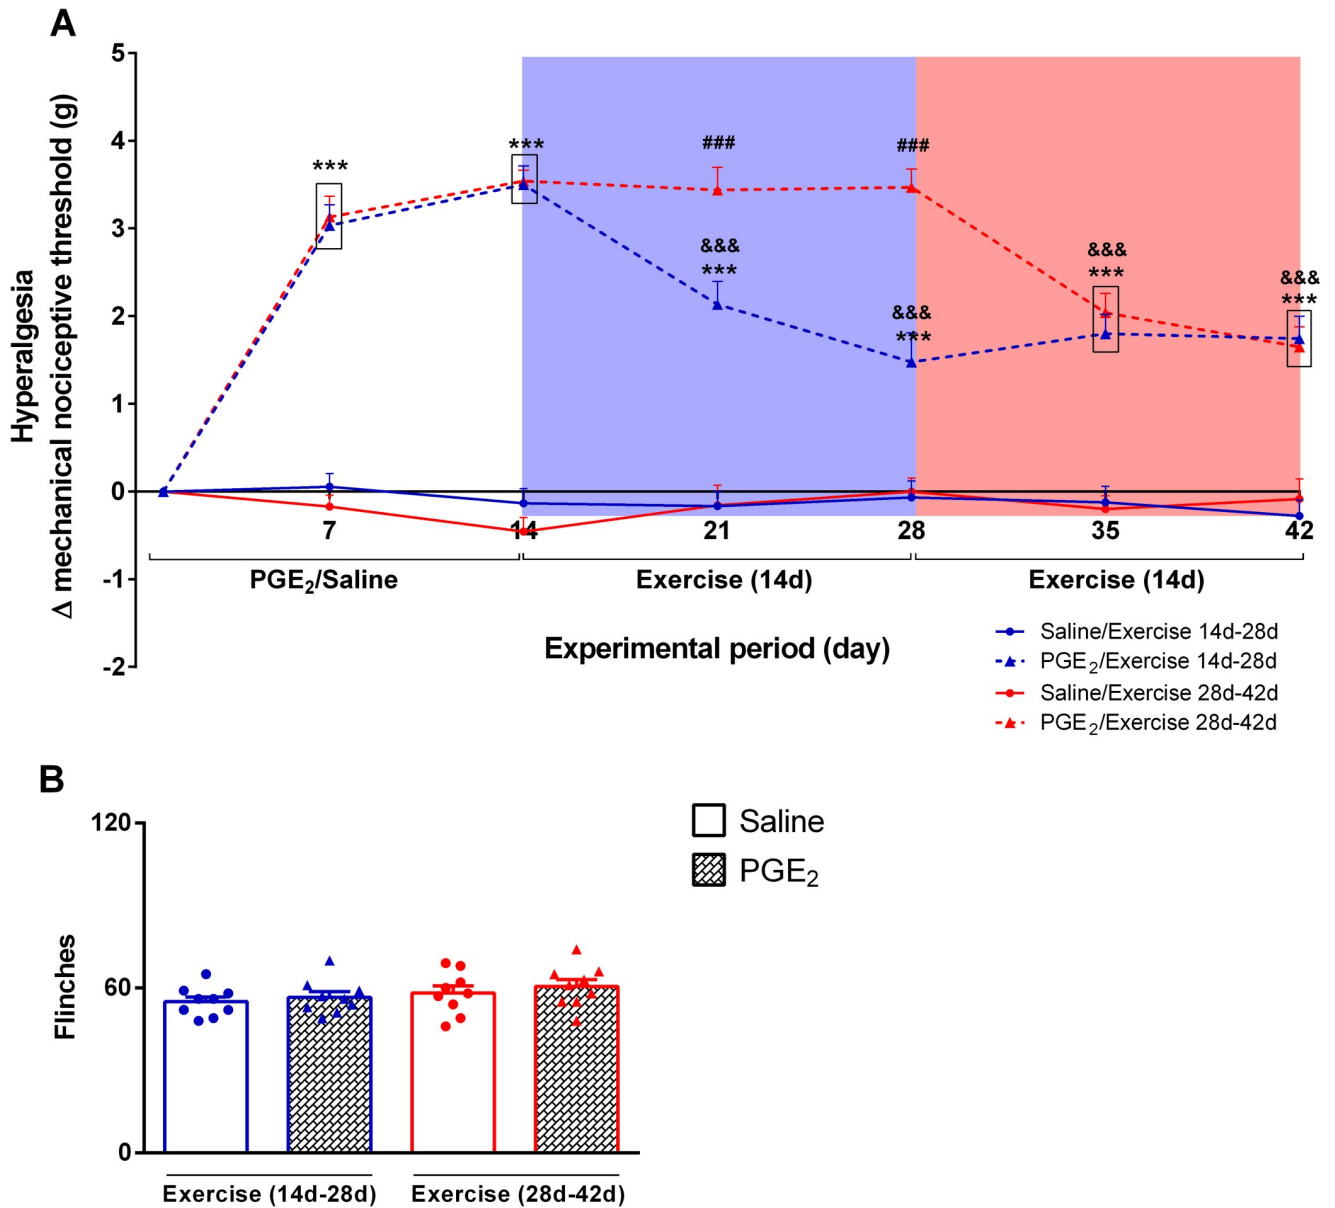 A
Hyperalgesia
Δ mechanical nociceptive threshold (g)
5
4
3
2
1
0
-1
-2
***
***
###
###
&&&
***
&&&
***
&&&
***
&&&
***
7
14
21
28
35
42
PGE2/Saline
Exercise (14d)
Exercise (14d)
Experimental period (day)
Saline/Exercise 14d-28d
PGE2/Exercise 14d-28d
Saline/Exercise 28d-42d
PGE2/Exercise 28d-42d
B
Flinches
120
60
0
Saline
PGE2
Exercise (14d-28d)
Exercise (28d-42d)